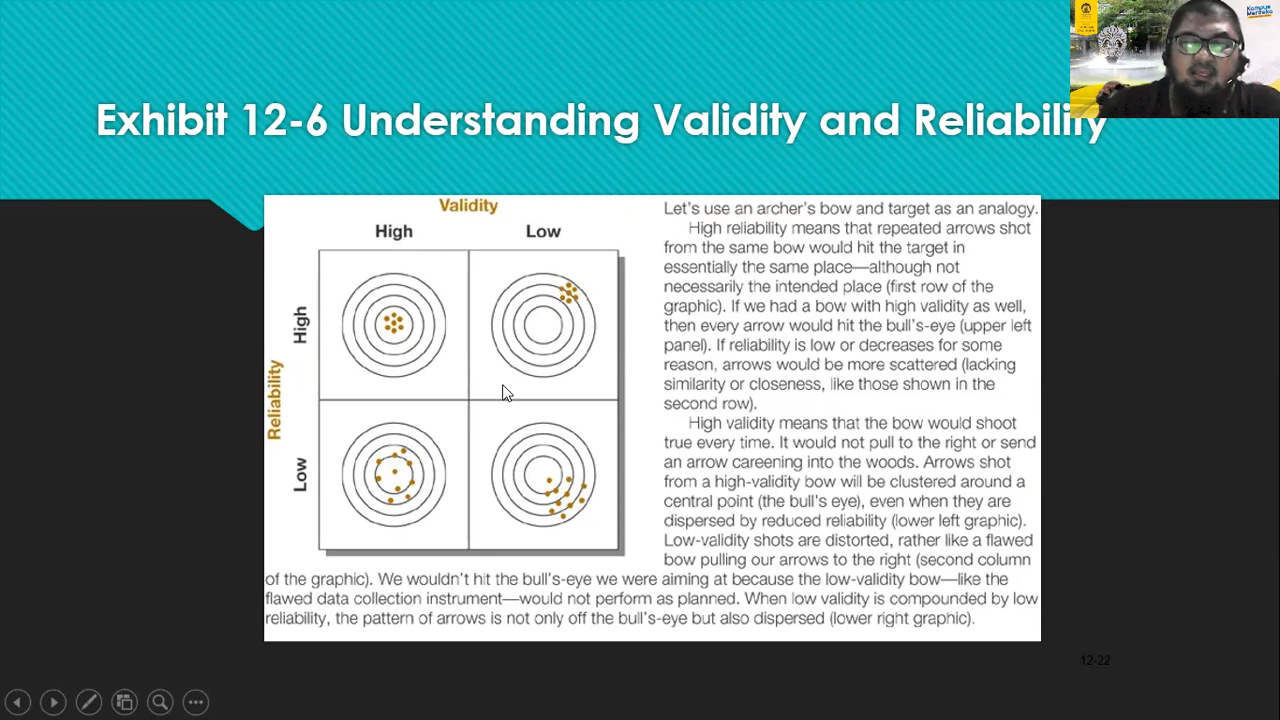 Kampus
Merdeka
Exhibit 12-6 Understanding Validity and Reliability
Validity
High Low
Reliability
High
Low
Let's use an archer's bow and target as an analogy.
High reliability means that repeated arrows shot
from the same bow would hit the target in
essentially the same place—although not
necessarily the intended place (first row of the
graphic). If we had a bow with high validity as well,
then every arrow would hit the bull's-eye (upper left
panel). If reliability is low or decreases for some
reason, arrows would be more scattered (lacking
similarity or closeness, like those shown in the
second row).
High validity means that the bow would shoot
true every time. It would not pull to the right or send
an arrow careening into the woods. Arrows shot
from a high-validity bow will be clustered around a
central point (the bull's eye), even when they are
dispersed by reduced reliability (lower left graphic).
Low-validity shots are distorted, rather like a flawed
bow pulling our arrows to the right (second column
of the graphic). We wouldn't hit the bull's-eye we were aiming at because the low-validity bow—like the
flawed data collection instrument—would not perform as planned. When low validity is compounded by low
reliability, the pattern of arrows is not only off the bull's-eye but also dispersed (lower right graphic).
12-22